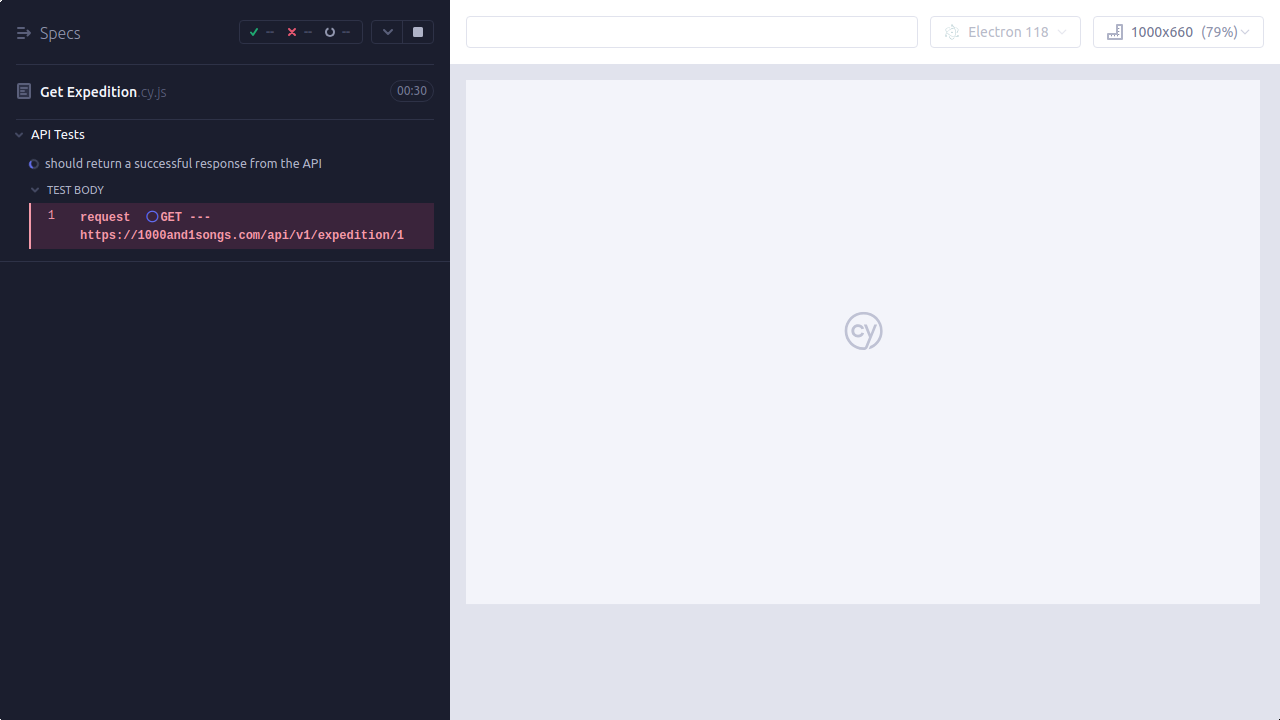 Specs
-- -- --
Get Expedition.cy.js 00:30
API Tests
should return a successful response from the API
TEST BODY
1 request GET ---
https://1000and1songs.com/api/v1/expedition/1
Electron 118
1000x660 (79%)
cy